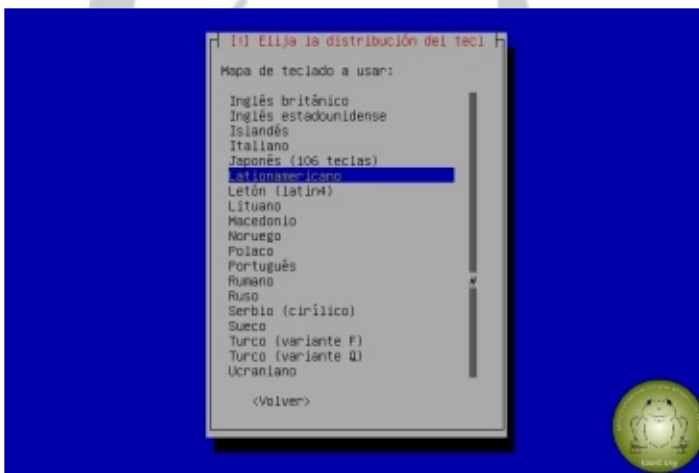 [!] Elija la distribución del tecl
Mapa de teclado a usar:
Inglés británico
Inglés estadounidense
Islandés
Italiano
Japonés (106 teclas)
Latinoamericano
Letón (latin4)
Lituano
Macedonio
Noruego
Polaco
Portugués
Rumano
Ruso
Serbio (cirílico)
Sueco
Turco (variante F)
Turco (variante Q)
Ucraniano
<Volver>